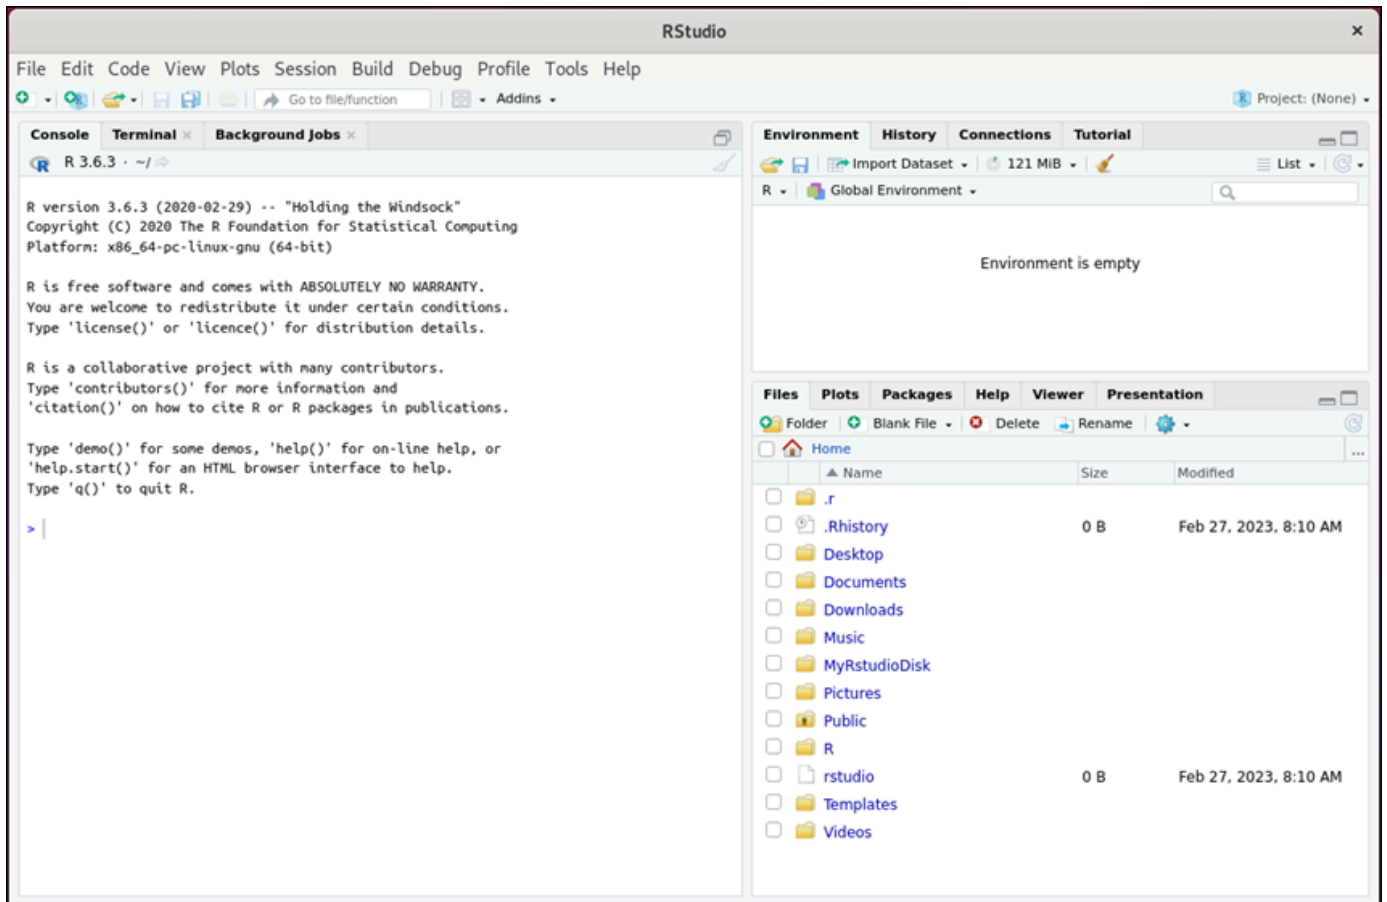 RStudio
File Edit Code View Plots Session Build Debug Profile Tools Help
Go to file/function Addins Project: (None)
Console Terminal Background Jobs
R 3.6.3 · ~/
R version 3.6.3 (2020-02-29) -- "Holding the Windsock"
Copyright (C) 2020 The R Foundation for Statistical Computing
Platform: x86_64-pc-linux-gnu (64-bit)
R is free software and comes with ABSOLUTELY NO WARRANTY.
You are welcome to redistribute it under certain conditions.
Type 'license()' or 'licence()' for distribution details.
R is a collaborative project with many contributors.
Type 'contributors()' for more information and
'citation()' on how to cite R or R packages in publications.
Type 'demo()' for some demos, 'help()' for on-line help, or
'help.start()' for an HTML browser interface to help.
Type 'q()' to quit R.
>
Environment History Connections Tutorial
Import Dataset 121 MiB List
R Global Environment
Environment is empty
Files Plots Packages Help Viewer Presentation
Folder Blank File Delete Rename
Home ...
Name Size Modified
.r
.Rhistory 0 B Feb 27, 2023, 8:10 AM
Desktop
Documents
Downloads
Music
MyRstudioDisk
Pictures
Public
R
rstudio 0 B Feb 27, 2023, 8:10 AM
Templates
Videos